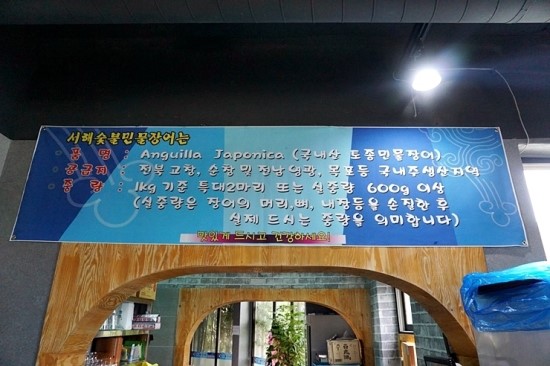 서해숯불민물장어는
· 품 명 : Anguilla Japonica (국내산 토종민물장어)
· 공급지 : 전북 고창, 순창 및 전남 영광, 목포등 국내주생산지역
· 중 량 : 1kg 기준 특대2마리 또는 실중량 600g 이상
(실중량은 장어의 머리, 뼈, 내장등을 손질한 후
실제 드시는 중량을 의미합니다)
맛있게 드시고 건강하세요!